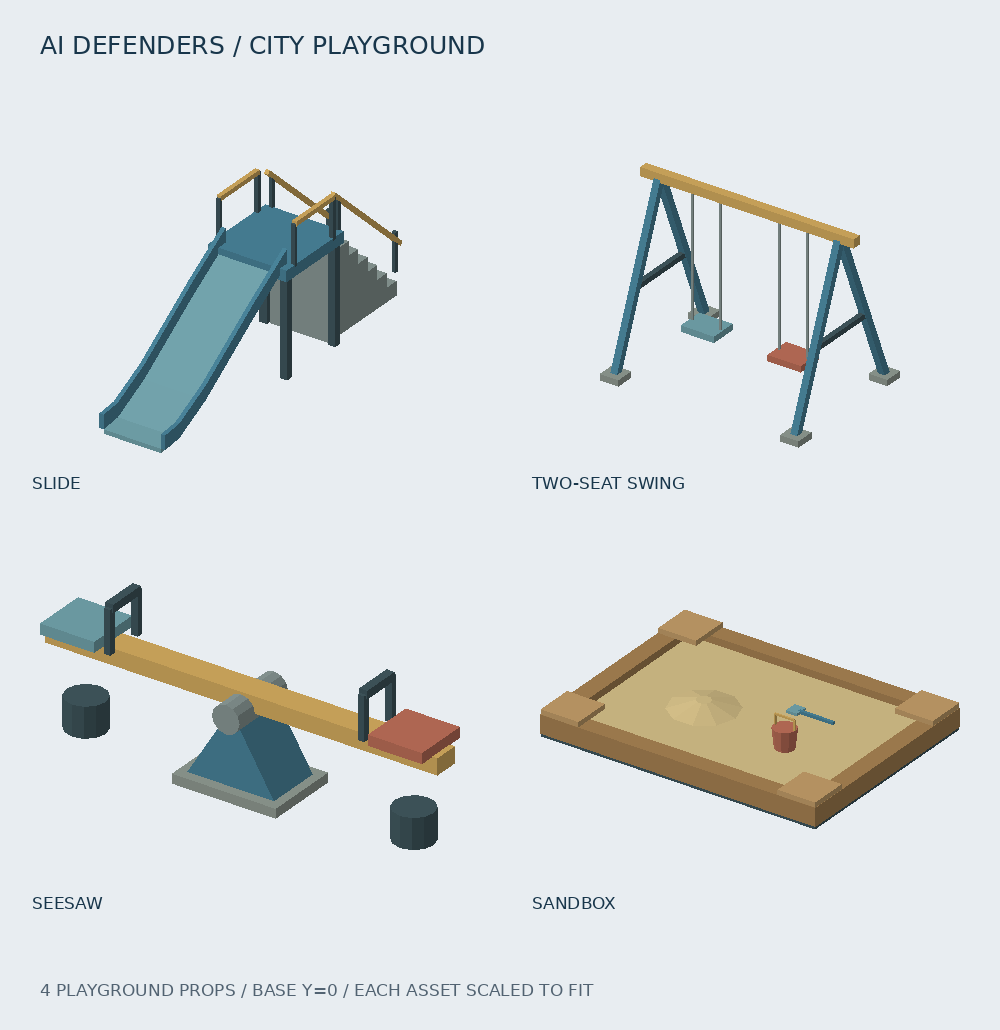 AI DEFENDERS / CITY PLAYGROUND
SLIDE
TWO-SEAT SWING
SEESAW
SANDBOX
4 PLAYGROUND PROPS / BASE Y=0 / EACH ASSET SCALED TO FIT